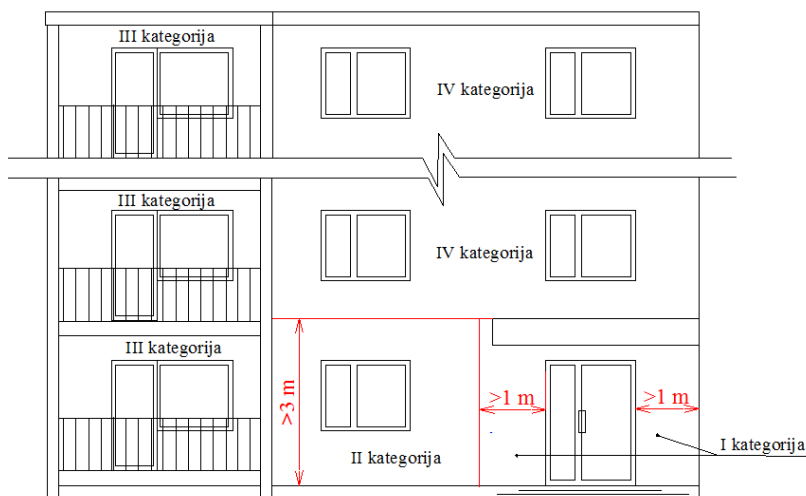 III kategorija
IV kategorija
III kategorija
IV kategorija
III kategorija
>3 m
>1 m
>1 m
II kategorija
I kategorija